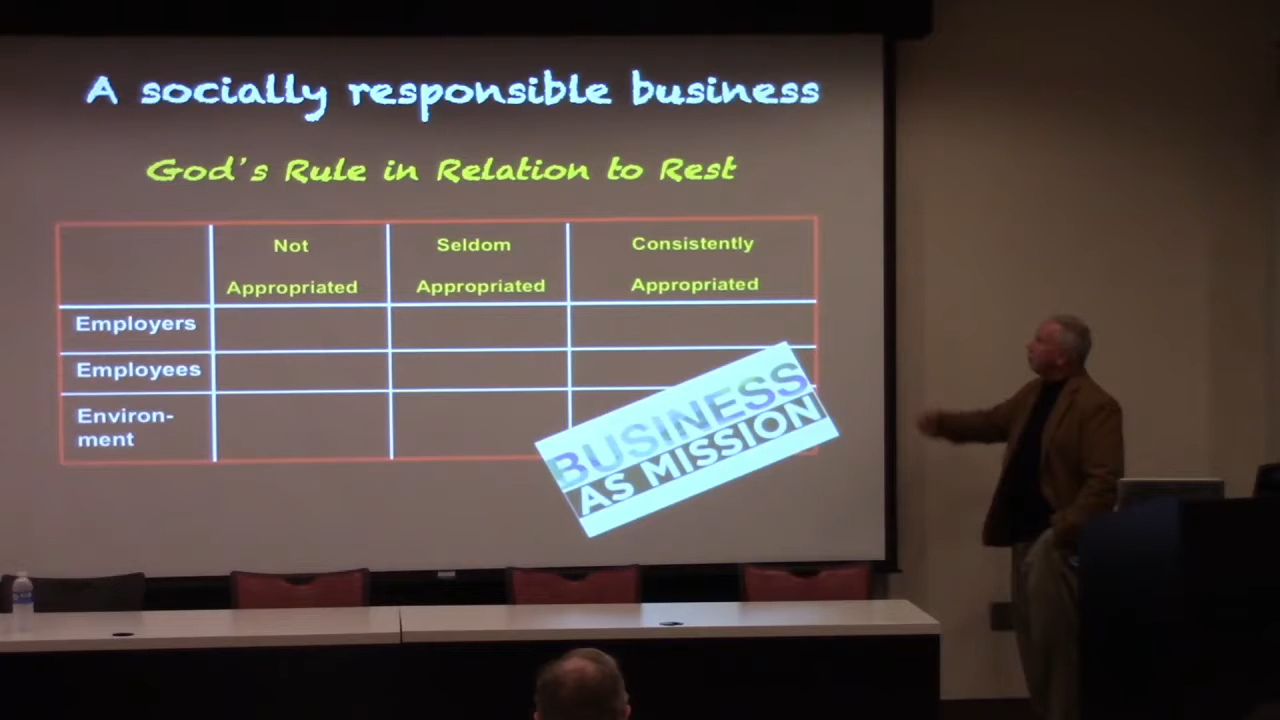 A socially responsible business
God's Rule in Relation to Rest
Not Appropriated
Seldom Appropriated
Consistently Appropriated
Employers
Employees
Environ-
ment
BUSINESS
AS MISSION